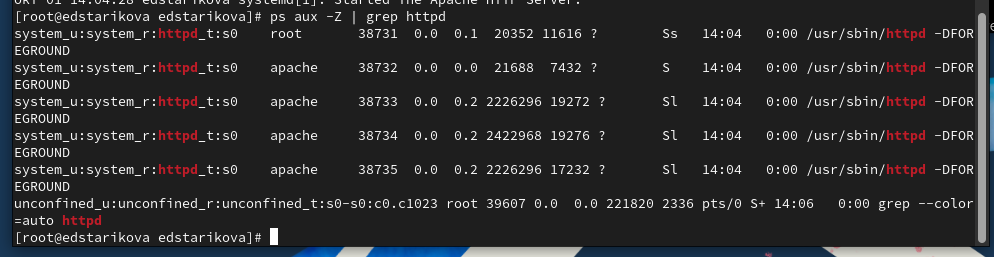 [root@edstarikova edstarikova]# ps aux -Z | grep httpd
system_u:system_r:httpd_t:s0    root       38731  0.0  0.1  20352 11616 ?        Ss   14:04   0:00 /usr/sbin/httpd -DFOR
EGROUND
system_u:system_r:httpd_t:s0    apache     38732  0.0  0.0  21688  7432 ?        S    14:04   0:00 /usr/sbin/httpd -DFOR
EGROUND
system_u:system_r:httpd_t:s0    apache     38733  0.0  0.2 2226296 19272 ?       Sl   14:04   0:00 /usr/sbin/httpd -DFOR
EGROUND
system_u:system_r:httpd_t:s0    apache     38734  0.0  0.2 2422968 19276 ?       Sl   14:04   0:00 /usr/sbin/httpd -DFOR
EGROUND
system_u:system_r:httpd_t:s0    apache     38735  0.0  0.2 2226296 17232 ?       Sl   14:04   0:00 /usr/sbin/httpd -DFOR
EGROUND
unconfined_u:unconfined_r:unconfined_t:s0-s0:c0.c1023 root 39607 0.0  0.0 221820 2336 pts/0 S+ 14:06   0:00 grep --color
=auto httpd
[root@edstarikova edstarikova]#